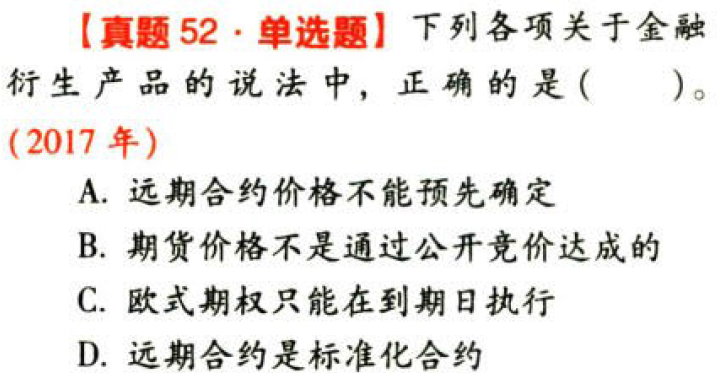 【真题 52 · 单选题】下列各项关于金融
衍生产品的说法中，正确的是(　　)。
(2017 年)
A. 远期合约价格不能预先确定
B. 期货价格不是通过公开竞价达成的
C. 欧式期权只能在到期日执行
D. 远期合约是标准化合约